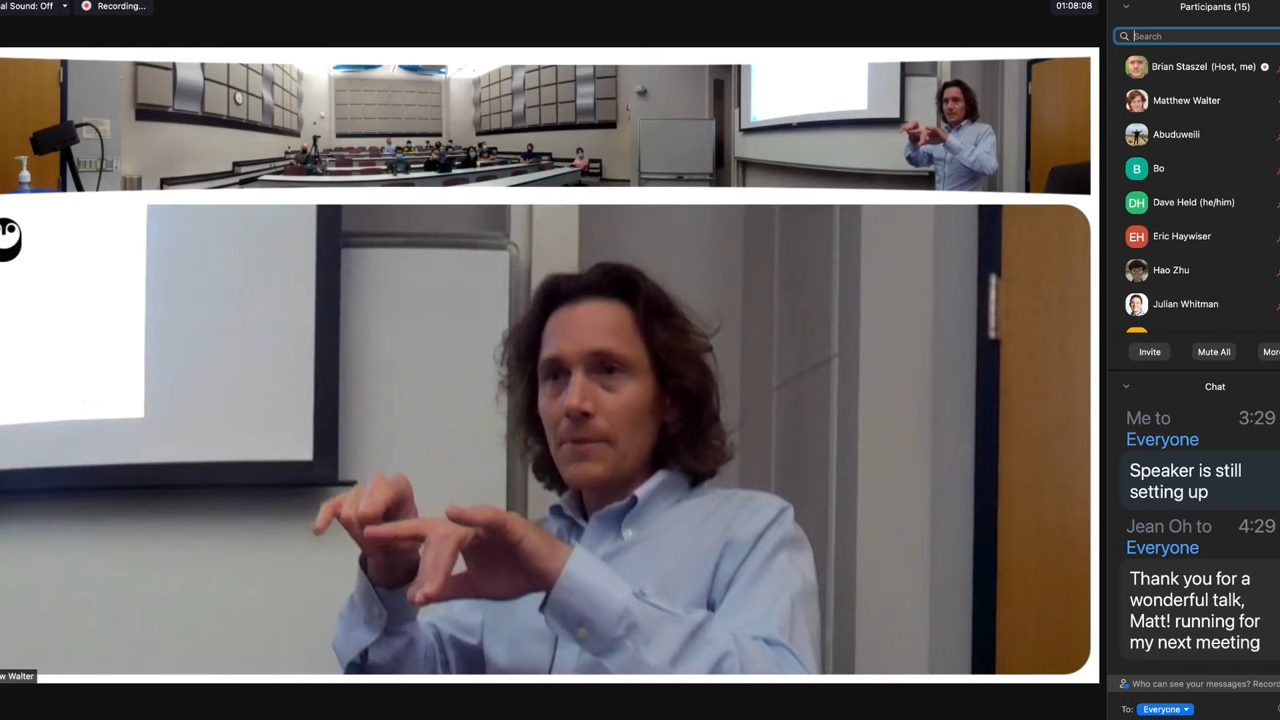 al Sound: Off
Recording...
01:08:08
Participants (15)
Search
Brian Staszel (Host, me)
Matthew Walter
Abuduweili
B Bo
DH Dave Held (he/him)
EH Eric Haywiser
Hao Zhu
Julian Whitman
Invite Mute All Mor
Chat
Me to 3:29
Everyone
Speaker is still
setting up
Jean Oh to 4:29
Everyone
Thank you for a
wonderful talk,
Matt! running for
my next meeting
w Walter
Who can see your messages? Record
To: Everyone